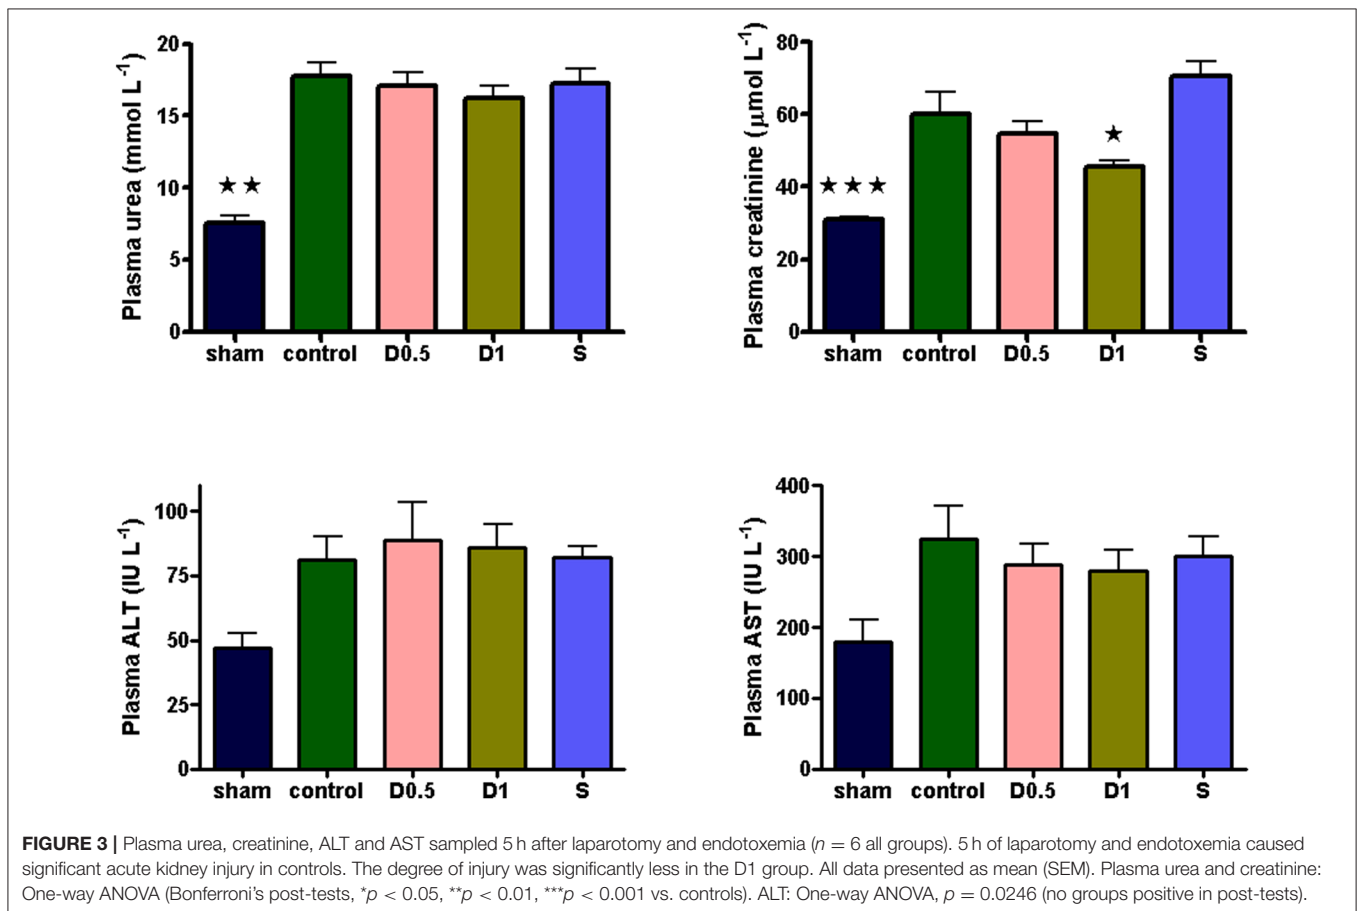 Plasma urea (mmol L⁻¹)
20
15
10
5
0
★★
sham control D0.5 D1 S
Plasma creatinine (μmol L⁻¹)
80
60
40
20
0
★★★
★
sham control D0.5 D1 S
Plasma ALT (IU L⁻¹)
100
75
50
25
0
sham control D0.5 D1 S
Plasma AST (IU L⁻¹)
400
300
200
100
0
sham control D0.5 D1 S
FIGURE 3 | Plasma urea, creatinine, ALT and AST sampled 5 h after laparotomy and endotoxemia (n = 6 all groups). 5 h of laparotomy and endotoxemia caused
significant acute kidney injury in controls. The degree of injury was significantly less in the D1 group. All data presented as mean (SEM). Plasma urea and creatinine:
One-way ANOVA (Bonferroni's post-tests, *p < 0.05, **p < 0.01, ***p < 0.001 vs. controls). ALT: One-way ANOVA, p = 0.0246 (no groups positive in post-tests).